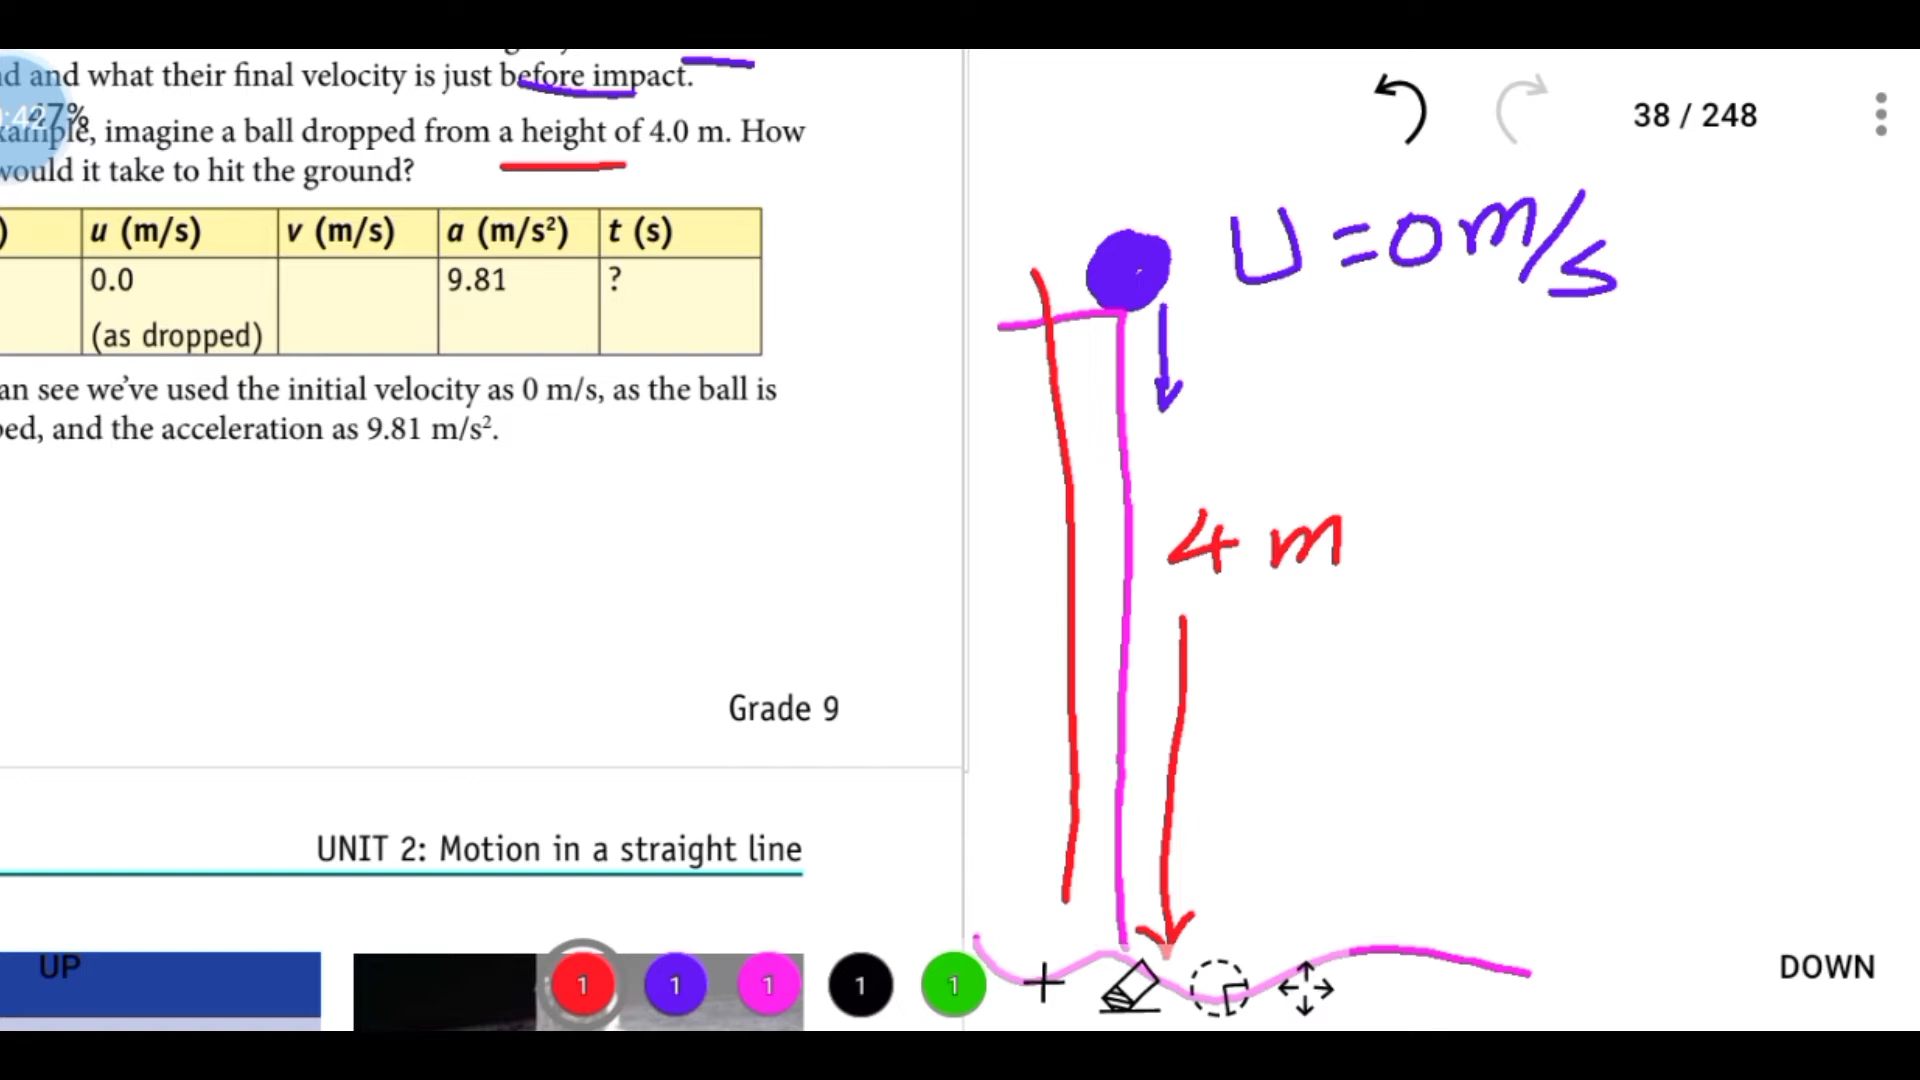 d and what their final velocity is just before impact.
47%
ample, imagine a ball dropped from a height of 4.0 m. How
would it take to hit the ground?
) u (m/s) v (m/s) a (m/s²) t (s)
0.0 9.81 ?
(as dropped)
an see we've used the initial velocity as 0 m/s, as the ball is
ped, and the acceleration as 9.81 m/s².
Grade 9
UNIT 2: Motion in a straight line
UP
1 1 1 1 1
38 / 248
U = 0 m/s
4 m
DOWN